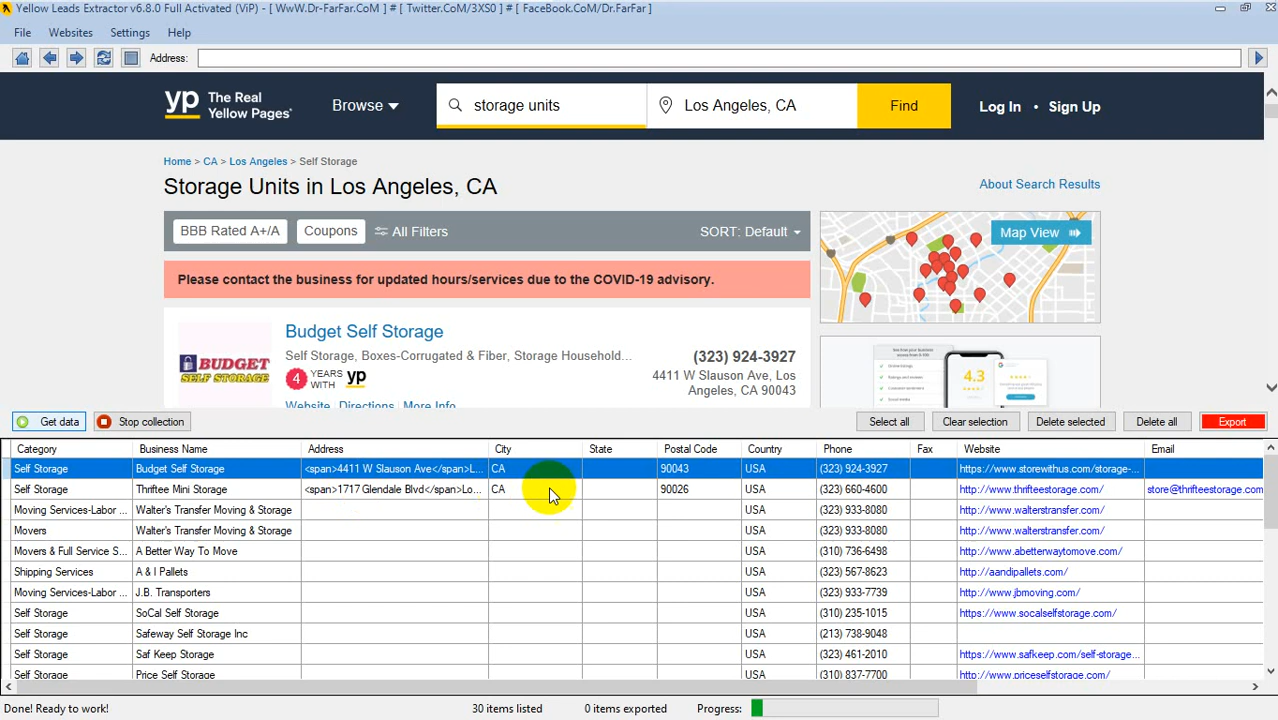 Yellow Leads Extractor v6.8.0 Full Activated (ViP) - [ WwW.Dr-FarFar.CoM ] # [ Twitter.CoM/3XS0 ] # [ FaceBook.CoM/Dr.FarFar ]
File Websites Settings Help
Address:
yp The Real Yellow Pages® Browse storage units Los Angeles, CA Find Log In • Sign Up
Home > CA > Los Angeles > Self Storage
Storage Units in Los Angeles, CA About Search Results
BBB Rated A+/A Coupons All Filters SORT: Default Map View
Please contact the business for updated hours/services due to the COVID-19 advisory.
BUDGET SELF STORAGE
Budget Self Storage
Self Storage, Boxes-Corrugated & Fiber, Storage Household... (323) 924-3927
4 YEARS WITH yp 4411 W Slauson Ave, Los
Angeles, CA 90043
Website Directions More Info
4.3
Get data Stop collection Select all Clear selection Delete selected Delete all Export
Category Business Name Address City State Postal Code Country Phone Fax Website Email
Self Storage Budget Self Storage <span>4411 W Slauson Ave</span>L... CA 90043 USA (323) 924-3927 https://www.storewithus.com/storage-...
Self Storage Thriftee Mini Storage <span>1717 Glendale Blvd</span>Lo... CA 90026 USA (323) 660-4600 http://www.thrifteestorage.com/ store@thrifteestorage.com
Moving Services-Labor ... Walter's Transfer Moving & Storage USA (323) 933-8080 http://www.walterstransfer.com/
Movers Walter's Transfer Moving & Storage USA (323) 933-8080 http://www.walterstransfer.com/
Movers & Full Service S... A Better Way To Move USA (310) 736-6498 http://www.abetterwaytomove.com/
Shipping Services A & I Pallets USA (323) 567-8623 http://aandipallets.com/
Moving Services-Labor ... J.B. Transporters USA (323) 933-7739 http://www.jbmoving.com/
Self Storage SoCal Self Storage USA (310) 235-1015 https://www.socalselfstorage.com/
Self Storage Safeway Self Storage Inc USA (213) 738-9048
Self Storage Saf Keep Storage USA (323) 461-2010 https://www.safkeep.com/self-storage...
Self Storage Price Self Storage USA (310) 837-7700 http://www.priceselfstorage.com/
Done! Ready to work! 30 items listed 0 items exported Progress: